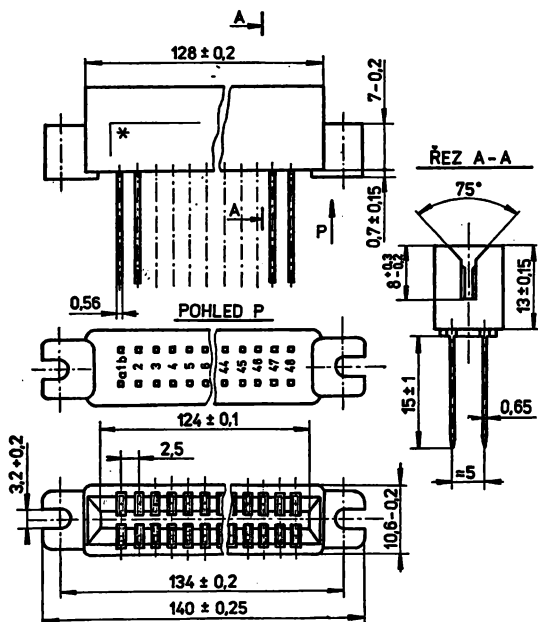 A
128 ± 0,2
7-0,2
*
ŘEZ A-A
75°
A
P
0,7 ± 0,15
8 +0,3 -0,2
13 ± 0,15
0,56
POHLED P
a1b 2 3 4 5 6 44 45 46 47 48
15 ± 1
0,65
124 ± 0,1
2,5
3,2 +0,2
=5
10,6-0,2
134 ± 0,2
140 ± 0,25